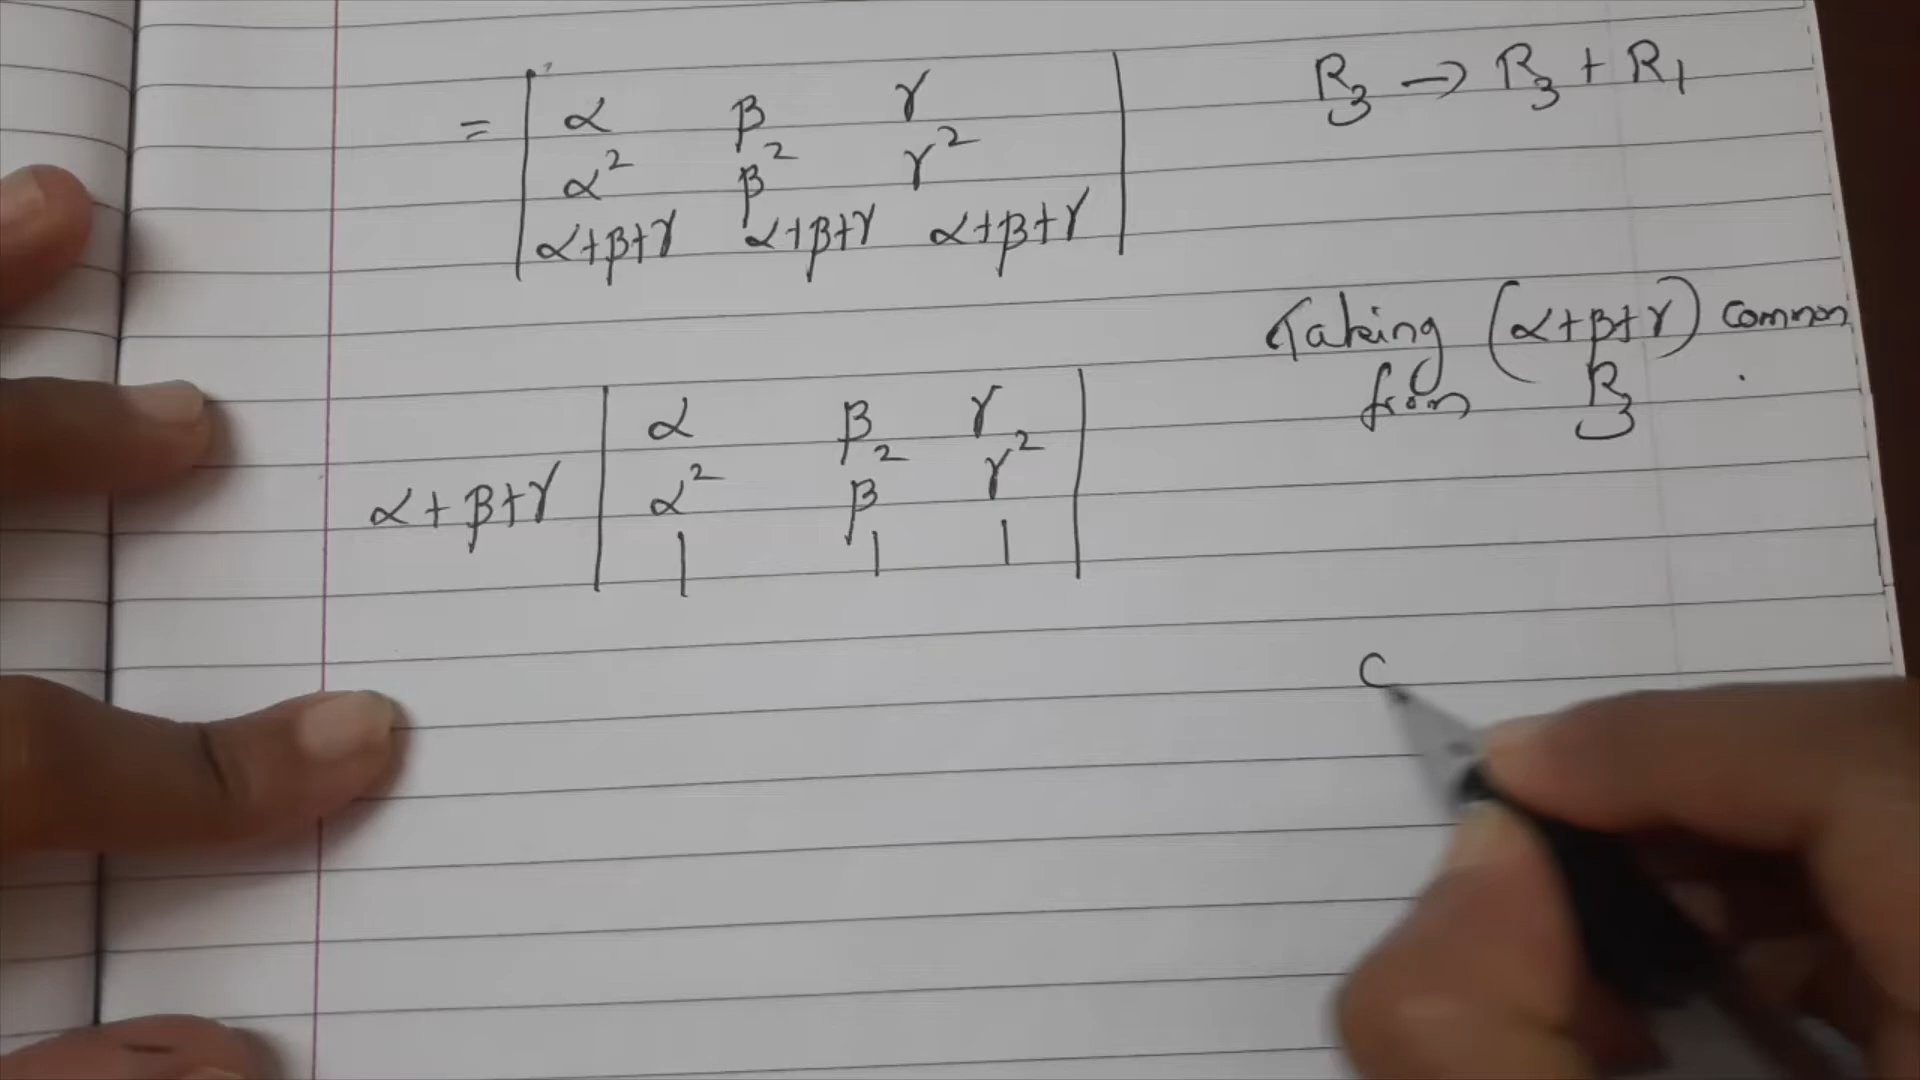 = | α β γ | R₃ → R₃ + R₁
| α² β² γ² |
| α+β+γ α+β+γ α+β+γ |
Taking (α+β+γ) common
from R₃
| α β γ |
α+β+γ | α² β² γ² |
| 1 1 1 |
C